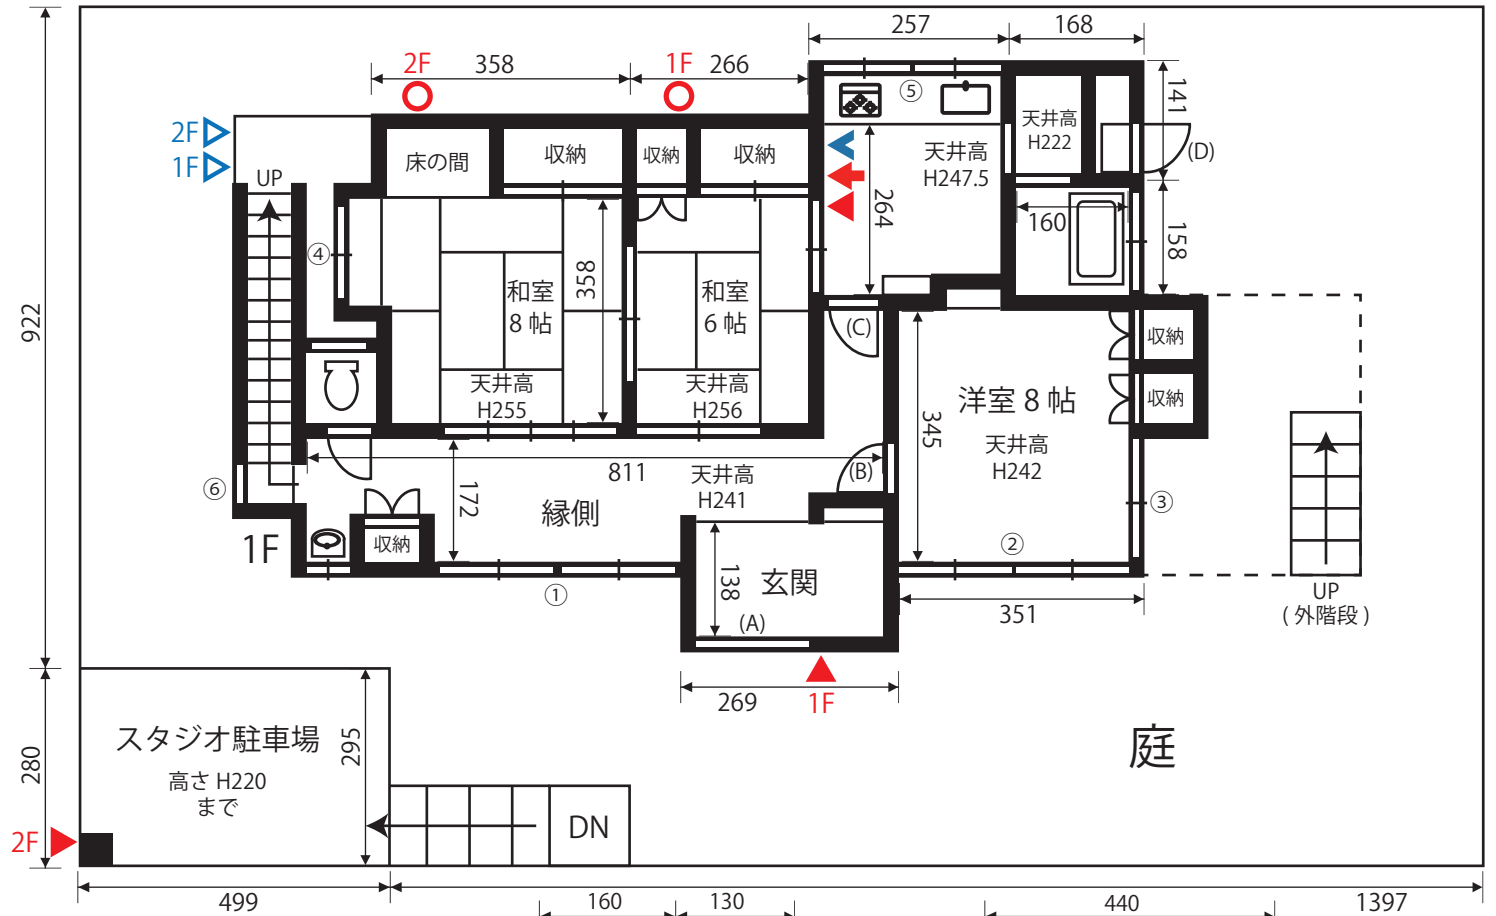 257
168
2F
358
1F
266
⑤
141
2F
1F
天井高
H222
(D)
床の間
収納
収納
収納
天井高
H247.5
UP
264
160
158
④
358
和室
8 帖
和室
6 帖
(C)
収納
922
天井高
H255
天井高
H256
洋室 8 帖
収納
345
天井高
H242
811
天井高
H241
(B)
⑥
172
縁側
③
1F
収納
②
138
玄関
①
(A)
351
UP
( 外階段 )
269
1F
スタジオ駐車場
295
庭
280
高さ H220
まで
2F
DN
499
160
130
440
1397